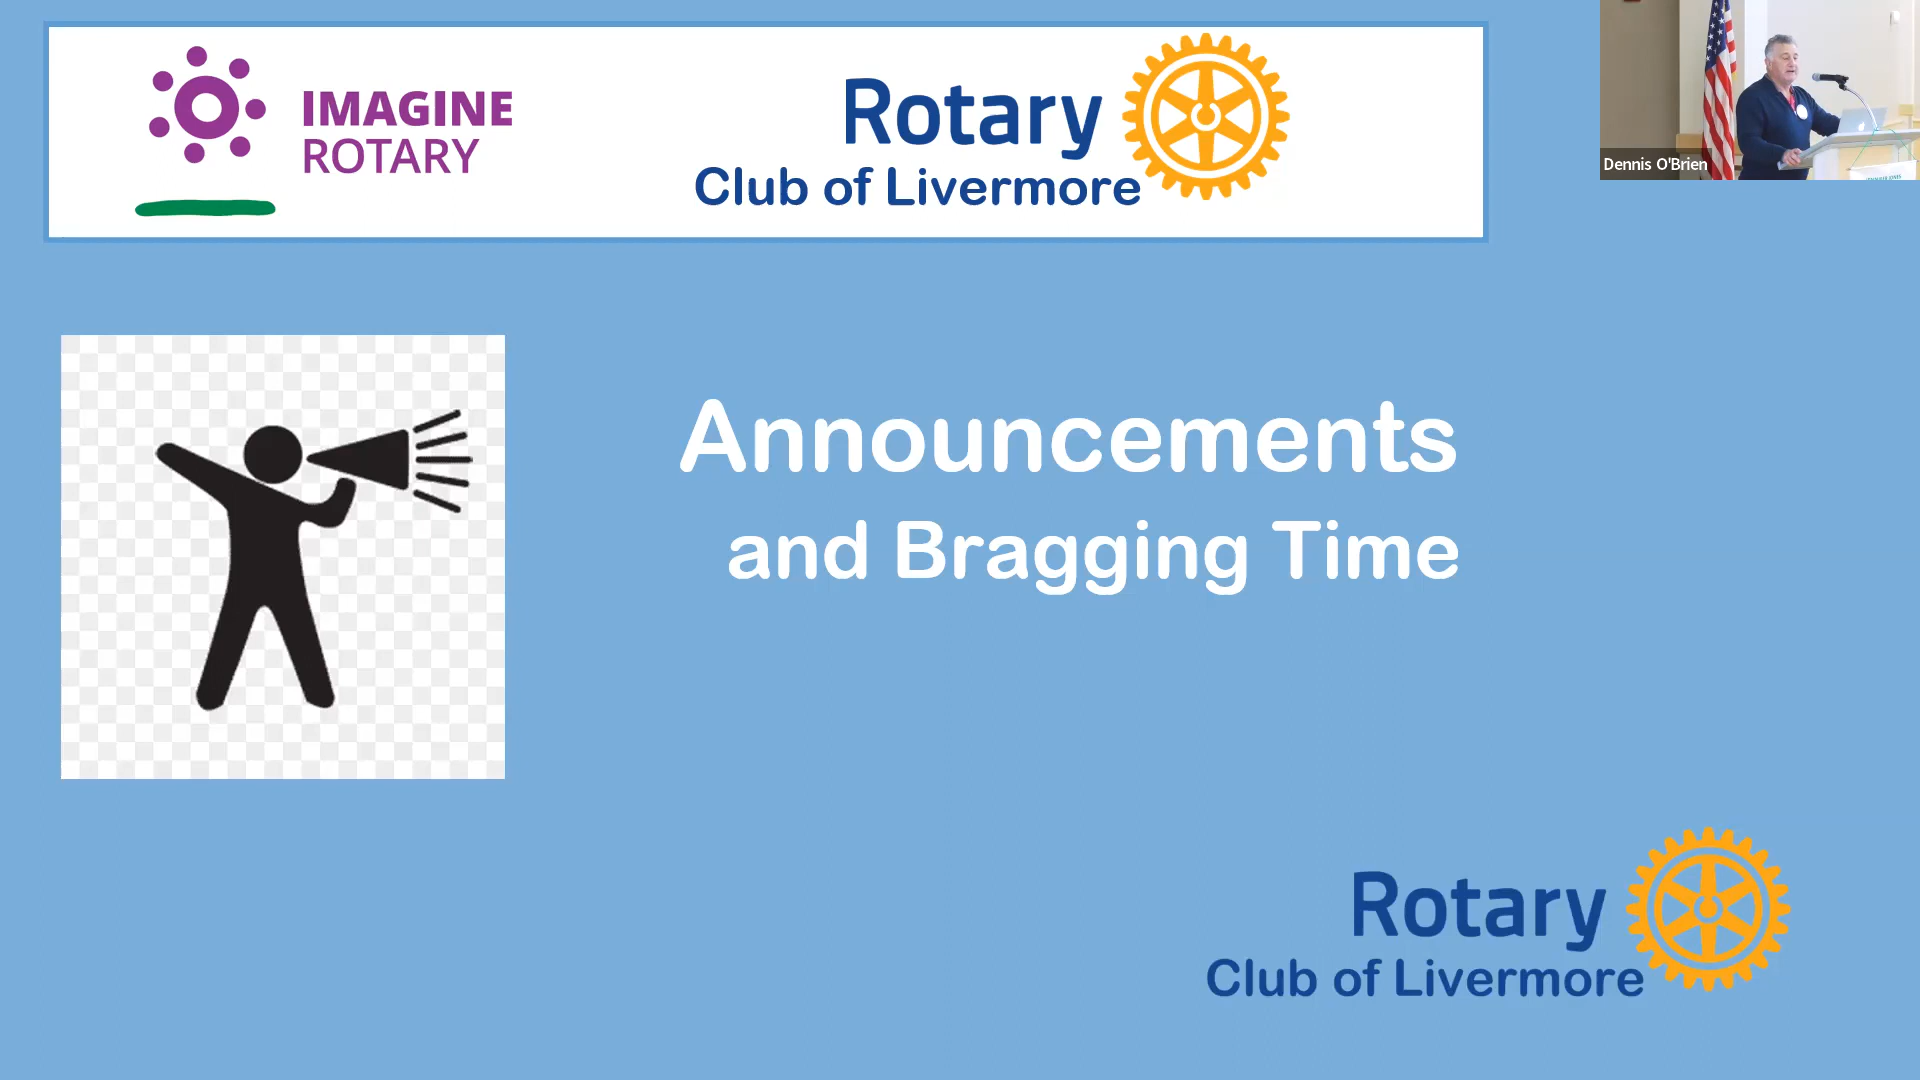 IMAGINE
ROTARY
Rotary
Club of Livermore
Dennis O'Brien
Announcements
and Bragging Time
Rotary
Club of Livermore